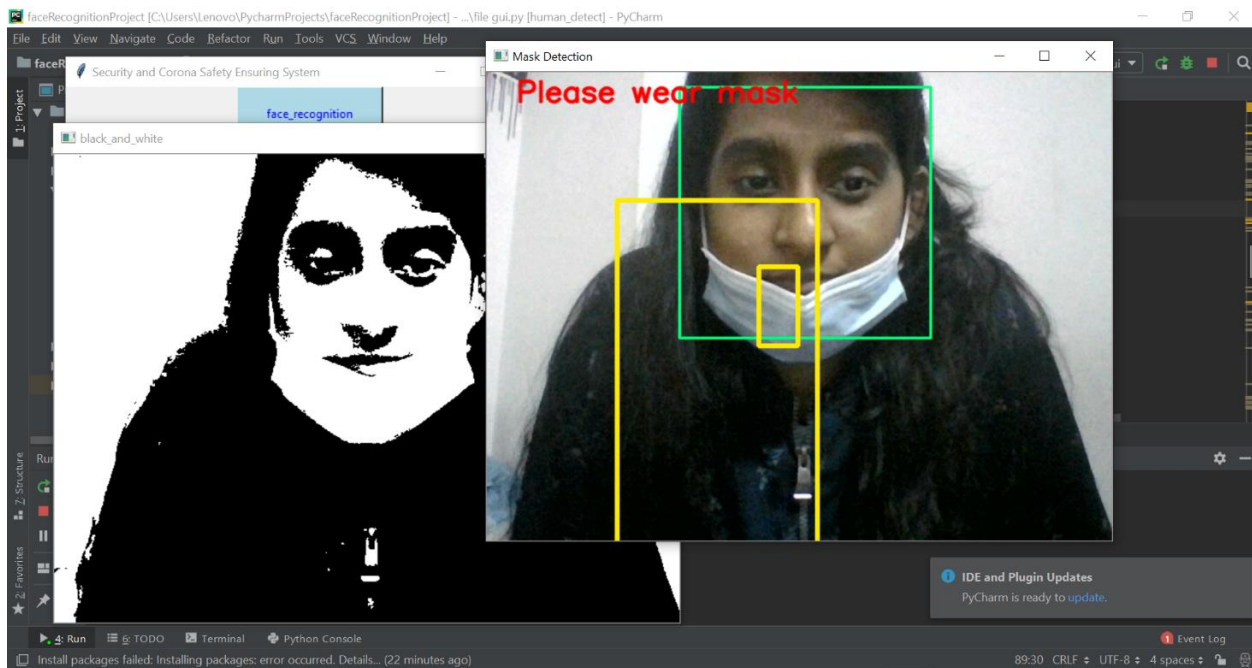 faceRecognitionProject [C:\Users\Lenovo\PycharmProjects\faceRecognitionProject] - ...\file gui.py [human_detect] - PyCharm
File Edit View Navigate Code Refactor Run Tools VCS Window Help
Security and Corona Safety Ensuring System
face_recognition
black_and_white
Mask Detection
Please wear mask
1: Project
Z: Structure
2: Favorites
IDE and Plugin Updates
PyCharm is ready to update.
4: Run 6: TODO Terminal Python Console
1 Event Log
Install packages failed: Installing packages: error occurred. Details... (22 minutes ago)
89:30 CRLF UTF-8 4 spaces